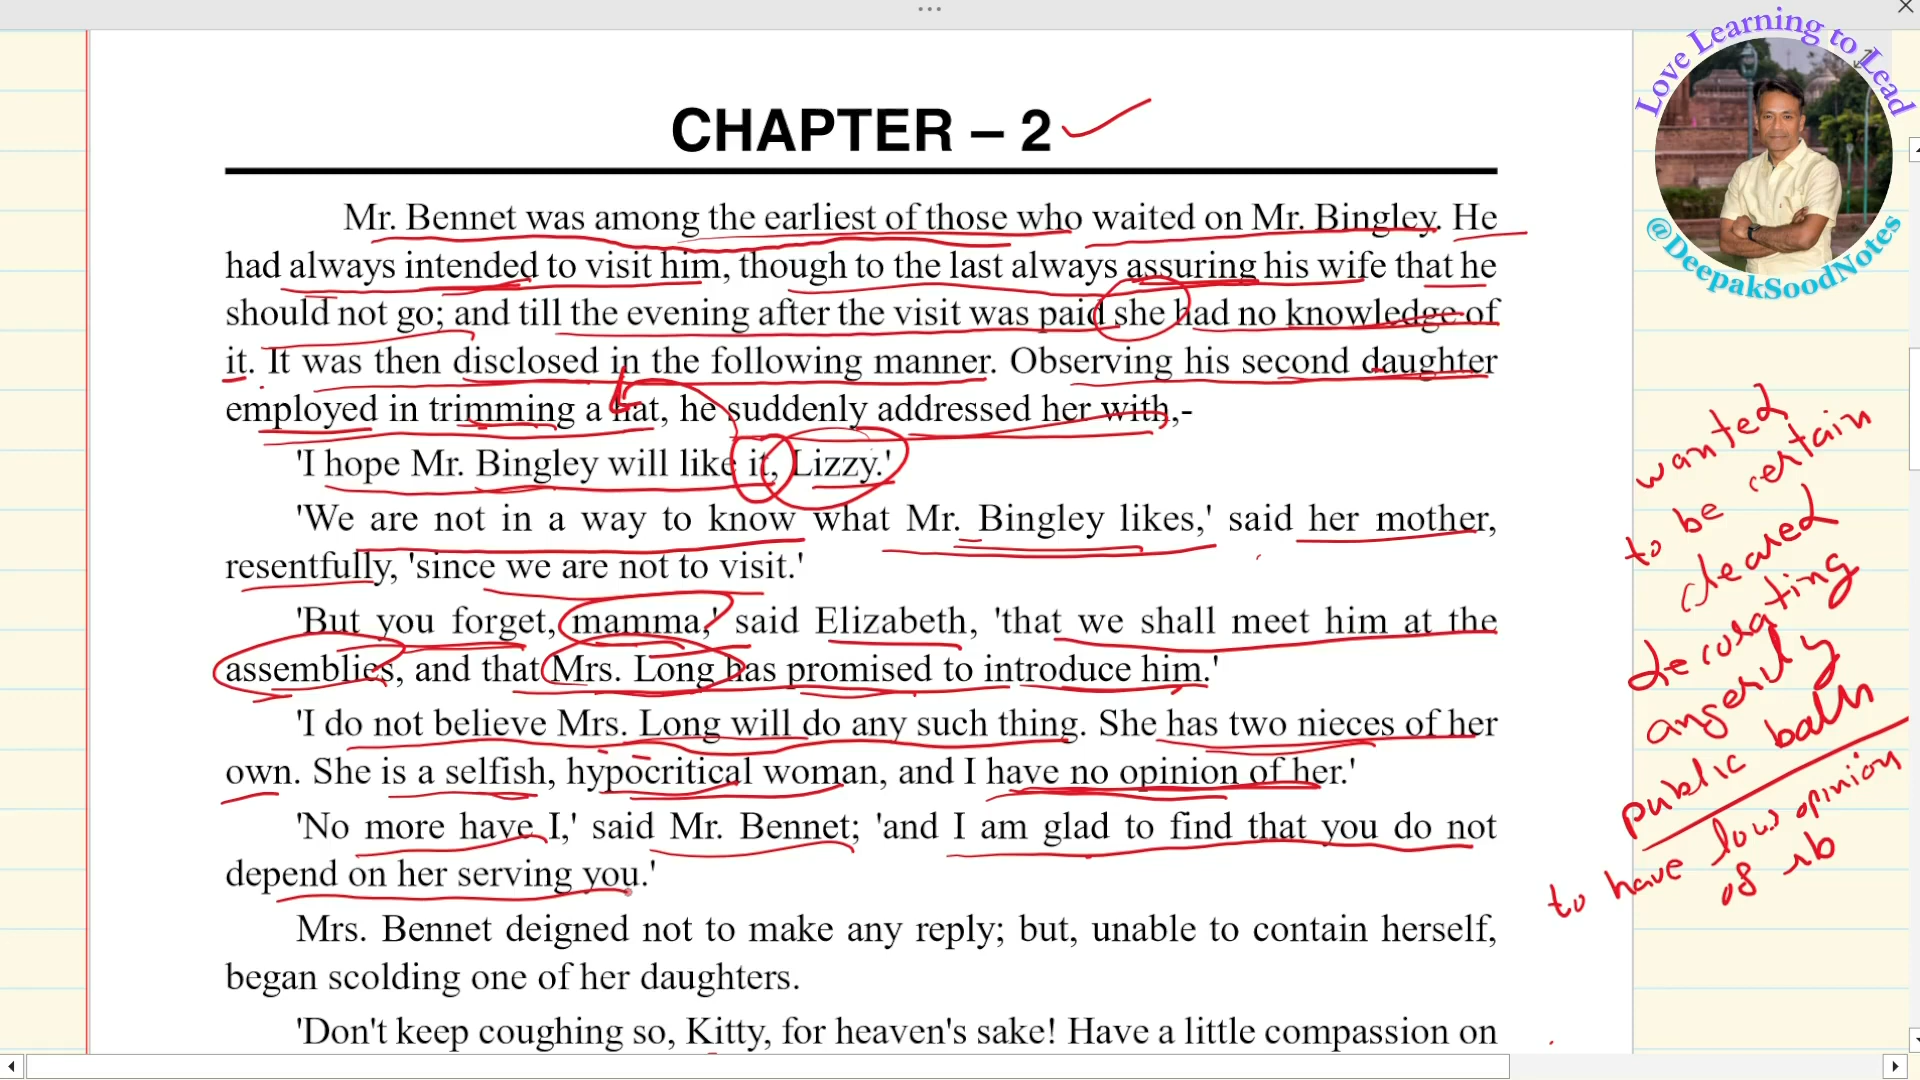 Love Learning to Lead
@DeepakSoodNotes
CHAPTER – 2
Mr. Bennet was among the earliest of those who waited on Mr. Bingley. He
had always intended to visit him, though to the last always assuring his wife that he
should not go; and till the evening after the visit was paid she had no knowledge of
it. It was then disclosed in the following manner. Observing his second daughter
employed in trimming a hat, he suddenly addressed her with,-
'I hope Mr. Bingley will like it, Lizzy.'
'We are not in a way to know what Mr. Bingley likes,' said her mother,
resentfully, 'since we are not to visit.'
'But you forget, mamma,' said Elizabeth, 'that we shall meet him at the
assemblies, and that Mrs. Long has promised to introduce him.'
'I do not believe Mrs. Long will do any such thing. She has two nieces of her
own. She is a selfish, hypocritical woman, and I have no opinion of her.'
'No more have I,' said Mr. Bennet; 'and I am glad to find that you do not
depend on her serving you.'
Mrs. Bennet deigned not to make any reply; but, unable to contain herself,
began scolding one of her daughters.
'Don't keep coughing so, Kitty, for heaven's sake! Have a little compassion on
wanted
to be certain
cleared
decorating
angerly
public balls
to have low opinion
of sb